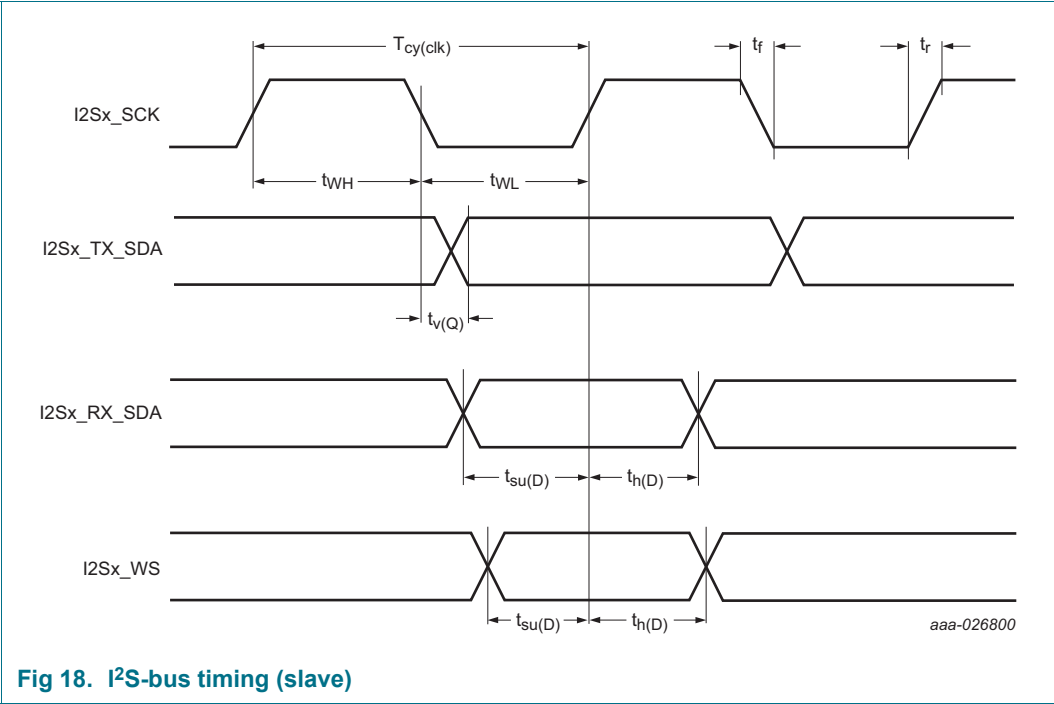 Tcy(clk) tf tr
I2Sx_SCK
tWH tWL
I2Sx_TX_SDA
tv(Q)
I2Sx_RX_SDA
tsu(D) th(D)
I2Sx_WS
tsu(D) th(D)
aaa-026800
Fig 18. I²S-bus timing (slave)